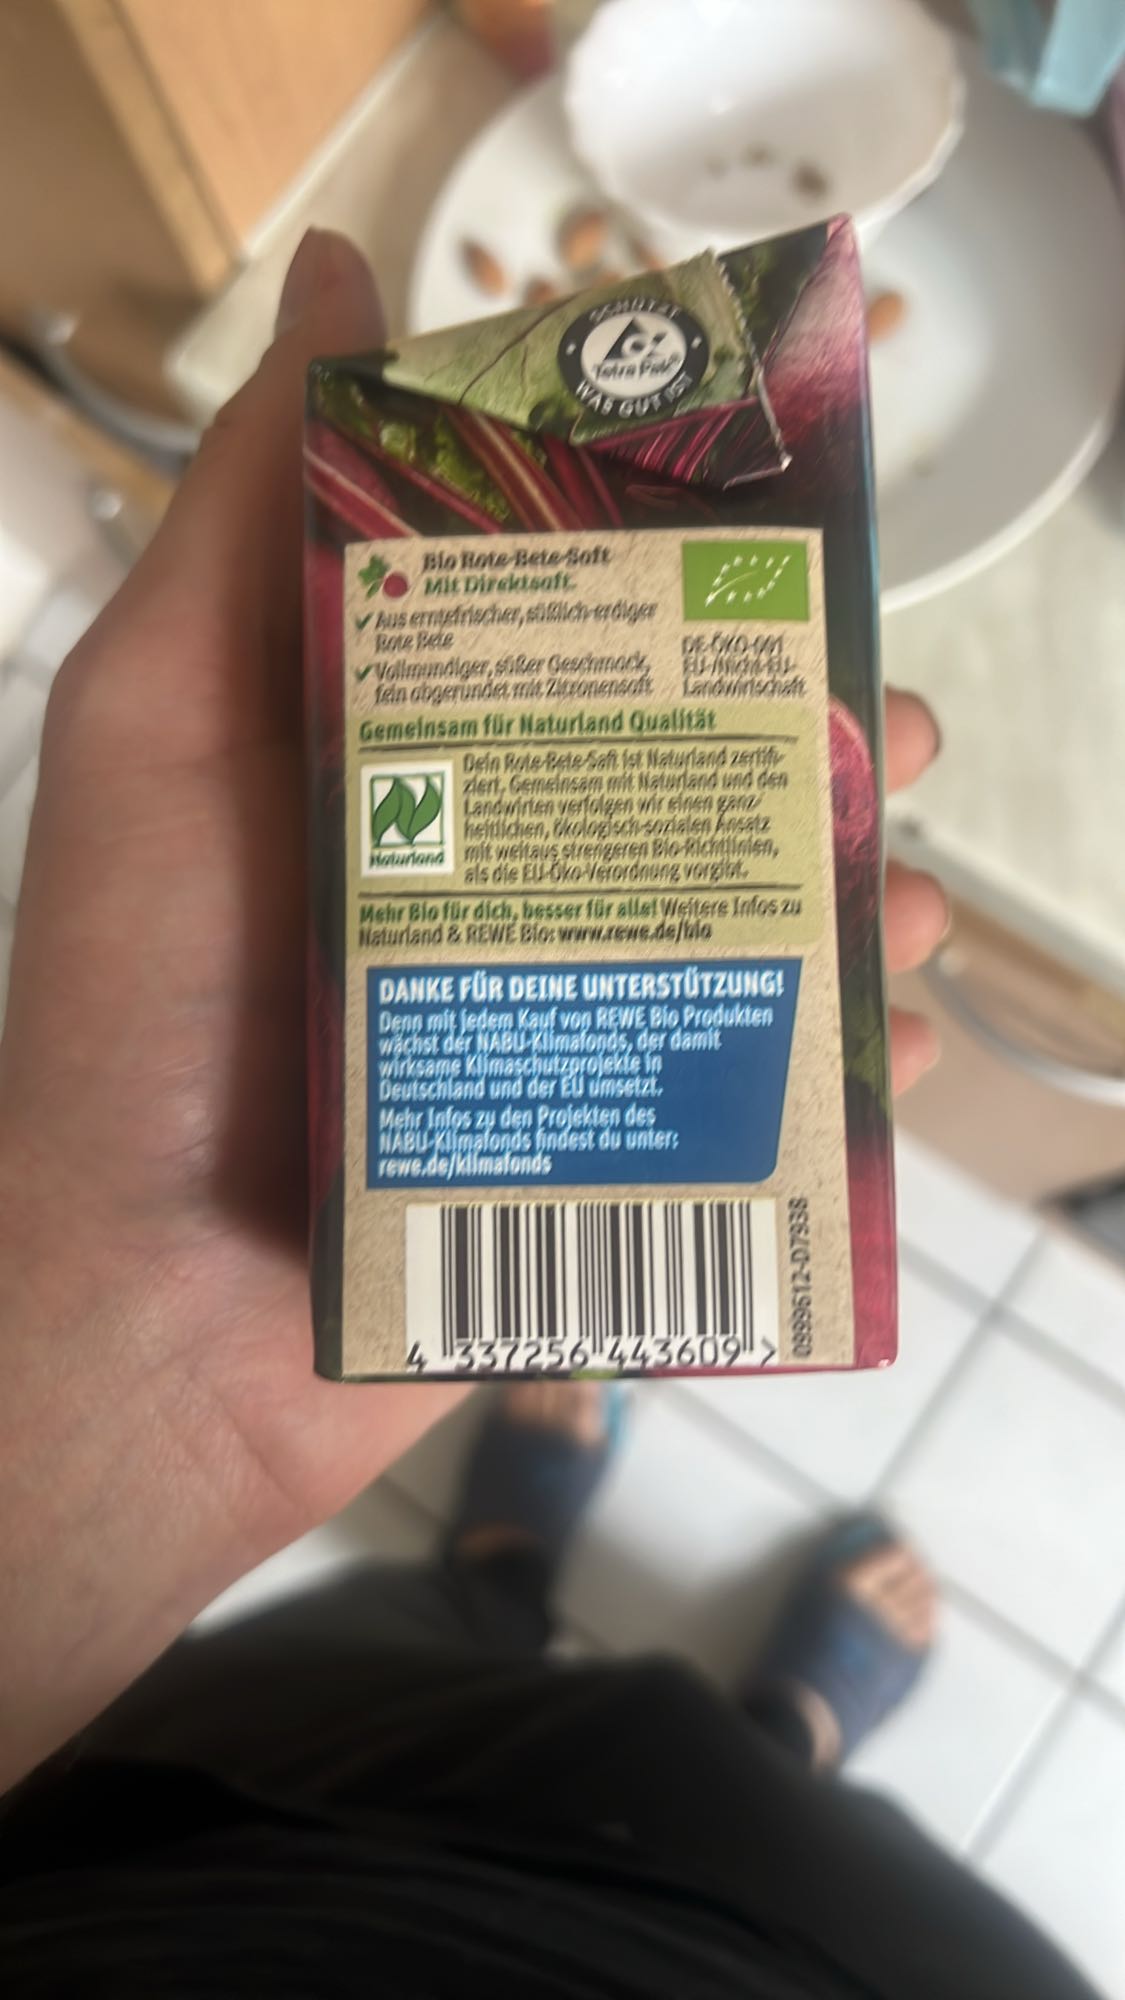 SCHÜTZT
Tetra Pak®
WAS GUT IST
Bio Rote-Bete-Saft
Mit Direktsaft.
Aus erntefrischer, süßlich-erdiger
Rote Bete
Vollmundiger, süßer Geschmack,
fein abgerundet mit Zitronensaft
DE-ÖKO-001
EU-/Nicht-EU-
Landwirtschaft
Gemeinsam für Naturland Qualität
Dein Rote-Bete-Saft ist Naturland zertifi-
ziert. Gemeinsam mit Naturland und den
Landwirten verfolgen wir einen ganz-
heitlichen, ökologisch-sozialen Ansatz
mit weitaus strengeren Bio-Richtlinien,
als die EU-Öko-Verordnung vorgibt.
Naturland
Mehr Bio für dich, besser für alle! Weitere Infos zu
Naturland & REWE Bio: www.rewe.de/bio
DANKE FÜR DEINE UNTERSTÜTZUNG!
Denn mit jedem Kauf von REWE Bio Produkten
wächst der NABU-Klimafonds, der damit
wirksame Klimaschutzprojekte in
Deutschland und der EU umsetzt.
Mehr Infos zu den Projekten des
NABU-Klimafonds findest du unter:
rewe.de/klimafonds
4 337256 443609 >
0999512-D7938